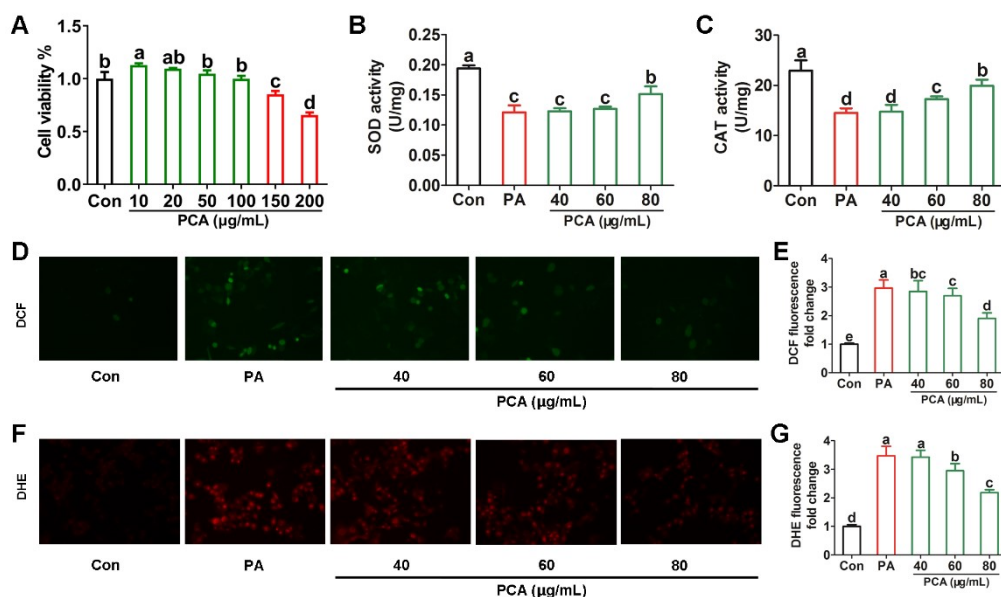 A
Cell viability %
1.5
1.0
0.5
0.0
b a ab b b c d
Con 10 20 50 100 150 200
PCA (µg/mL)
B
SOD activity
(U/mg)
0.25
0.20
0.15
0.10
0.05
0.00
a c c c b
Con PA 40 60 80
PCA (µg/mL)
C
CAT activity
(U/mg)
30
20
10
0
a d d c b
Con PA 40 60 80
PCA (µg/mL)
D
DCF
Con PA 40 60 80
PCA (µg/mL)
E
DCF fluorescence
fold change
4
3
2
1
0
e a bc c d
Con PA 40 60 80
PCA (µg/mL)
F
DHE
Con PA 40 60 80
PCA (µg/mL)
G
DHE fluorescence
fold change
4
3
2
1
0
d a a b c
Con PA 40 60 80
PCA (µg/mL)